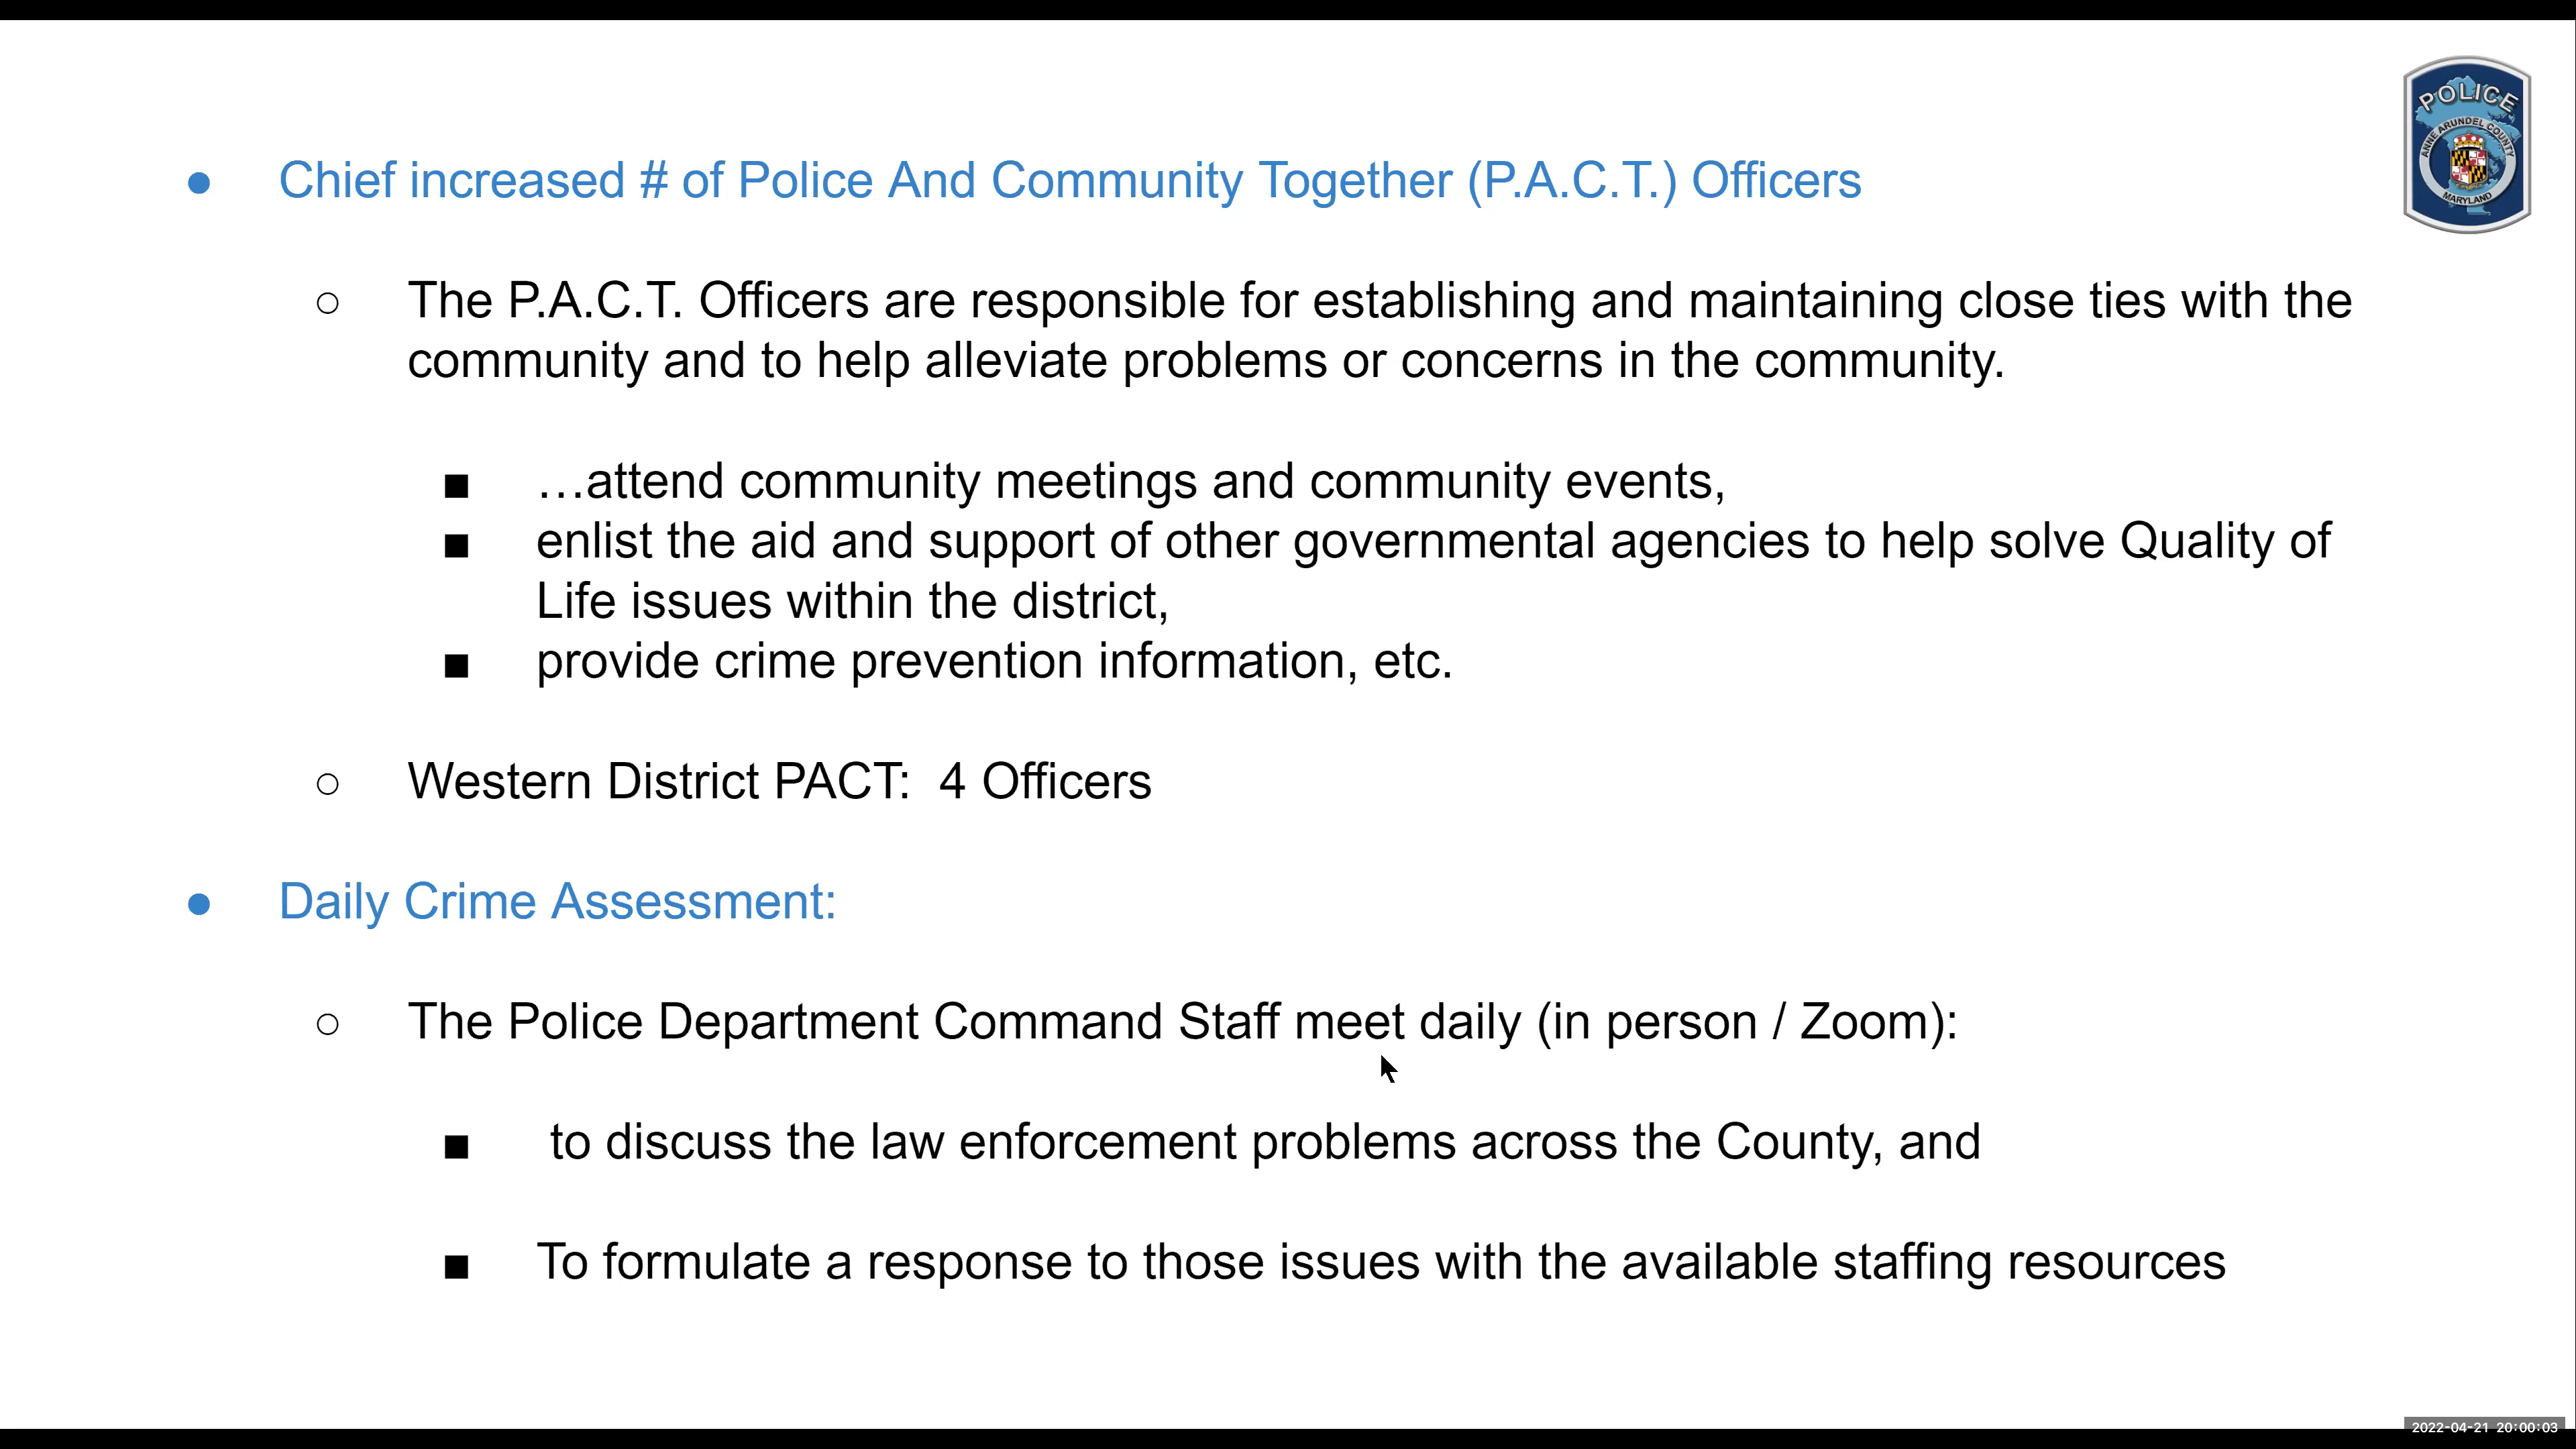 POLICE
ANNE ARUNDEL COUNTY
MARYLAND
● Chief increased # of Police And Community Together (P.A.C.T.) Officers
○ The P.A.C.T. Officers are responsible for establishing and maintaining close ties with the
community and to help alleviate problems or concerns in the community.
■ …attend community meetings and community events,
■ enlist the aid and support of other governmental agencies to help solve Quality of
Life issues within the district,
■ provide crime prevention information, etc.
○ Western District PACT:  4 Officers
● Daily Crime Assessment:
○ The Police Department Command Staff meet daily (in person / Zoom):
■ to discuss the law enforcement problems across the County, and
■ To formulate a response to those issues with the available staffing resources
2022-04-21 20:00:03